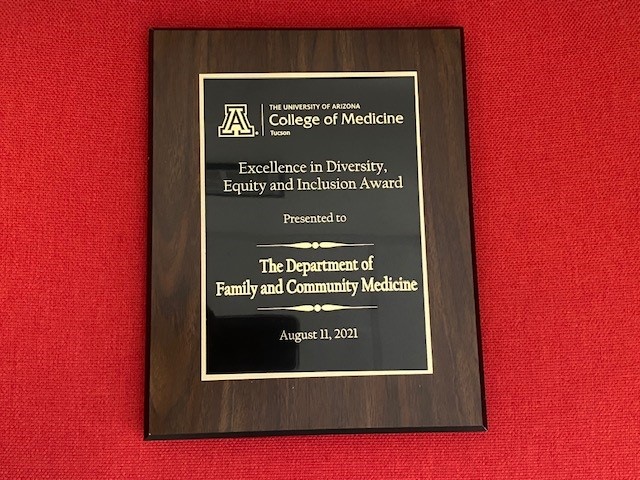 THE UNIVERSITY OF ARIZONA
College of Medicine
Tucson
Excellence in Diversity,
Equity and Inclusion Award
Presented to
The Department of
Family and Community Medicine
August 11, 2021